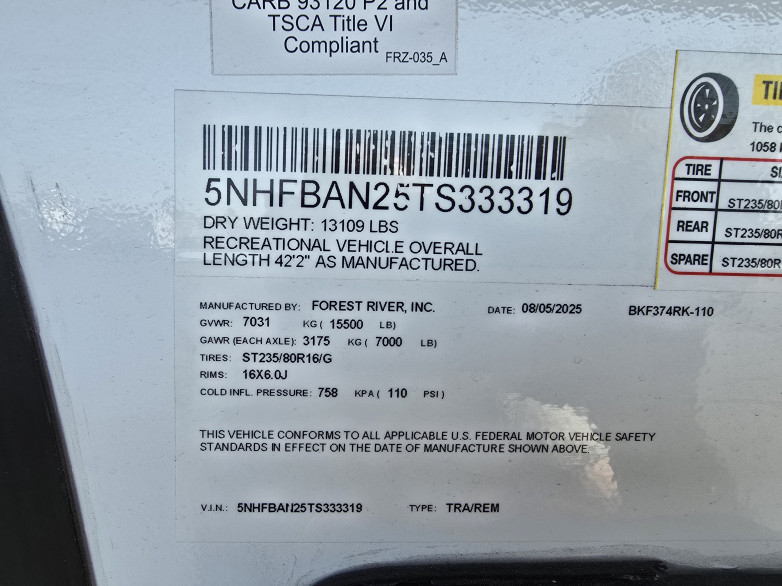 CARB 93120 P2 and
TSCA Title VI
Compliant
FRZ-035_A
5NHFBAN25TS333319
DRY WEIGHT: 13109 LBS
RECREATIONAL VEHICLE OVERALL
LENGTH 42'2" AS MANUFACTURED.
The
1058
TIRE
FRONT ST235/80
REAR ST235/80R
SPARE ST235/80R
MANUFACTURED BY: FOREST RIVER, INC. DATE: 08/05/2025 BKF374RK-110
GVWR: 7031 KG ( 15500 LB)
GAWR (EACH AXLE): 3175 KG ( 7000 LB)
TIRES: ST235/80R16/G
RIMS: 16X6.0J
COLD INFL. PRESSURE: 758 KPA ( 110 PSI)
THIS VEHICLE CONFORMS TO ALL APPLICABLE U.S. FEDERAL MOTOR VEHICLE SAFETY
STANDARDS IN EFFECT ON THE DATE OF MANUFACTURE SHOWN ABOVE.
V.I.N.: 5NHFBAN25TS333319 TYPE: TRA/REM